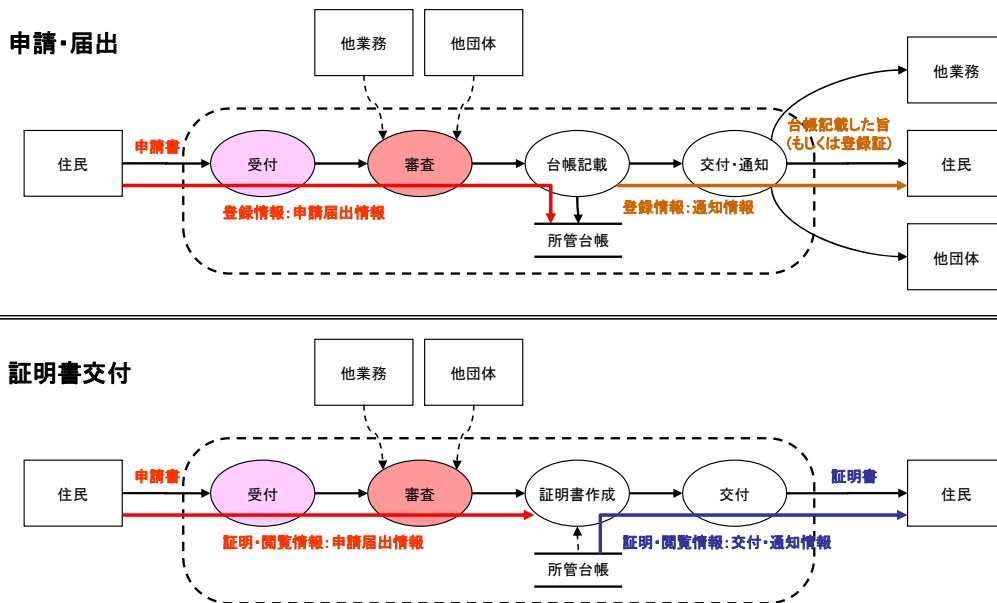 申請・届出
他業務
他団体
他業務
住民
申請書
受付
審査
台帳記載
交付・通知
台帳記載した旨
(もしくは登録証)
住民
登録情報：申請届出情報
登録情報：通知情報
所管台帳
他団体
証明書交付
他業務
他団体
住民
申請書
受付
審査
証明書作成
交付
証明書
住民
証明・閲覧情報：申請届出情報
証明・閲覧情報：交付・通知情報
所管台帳